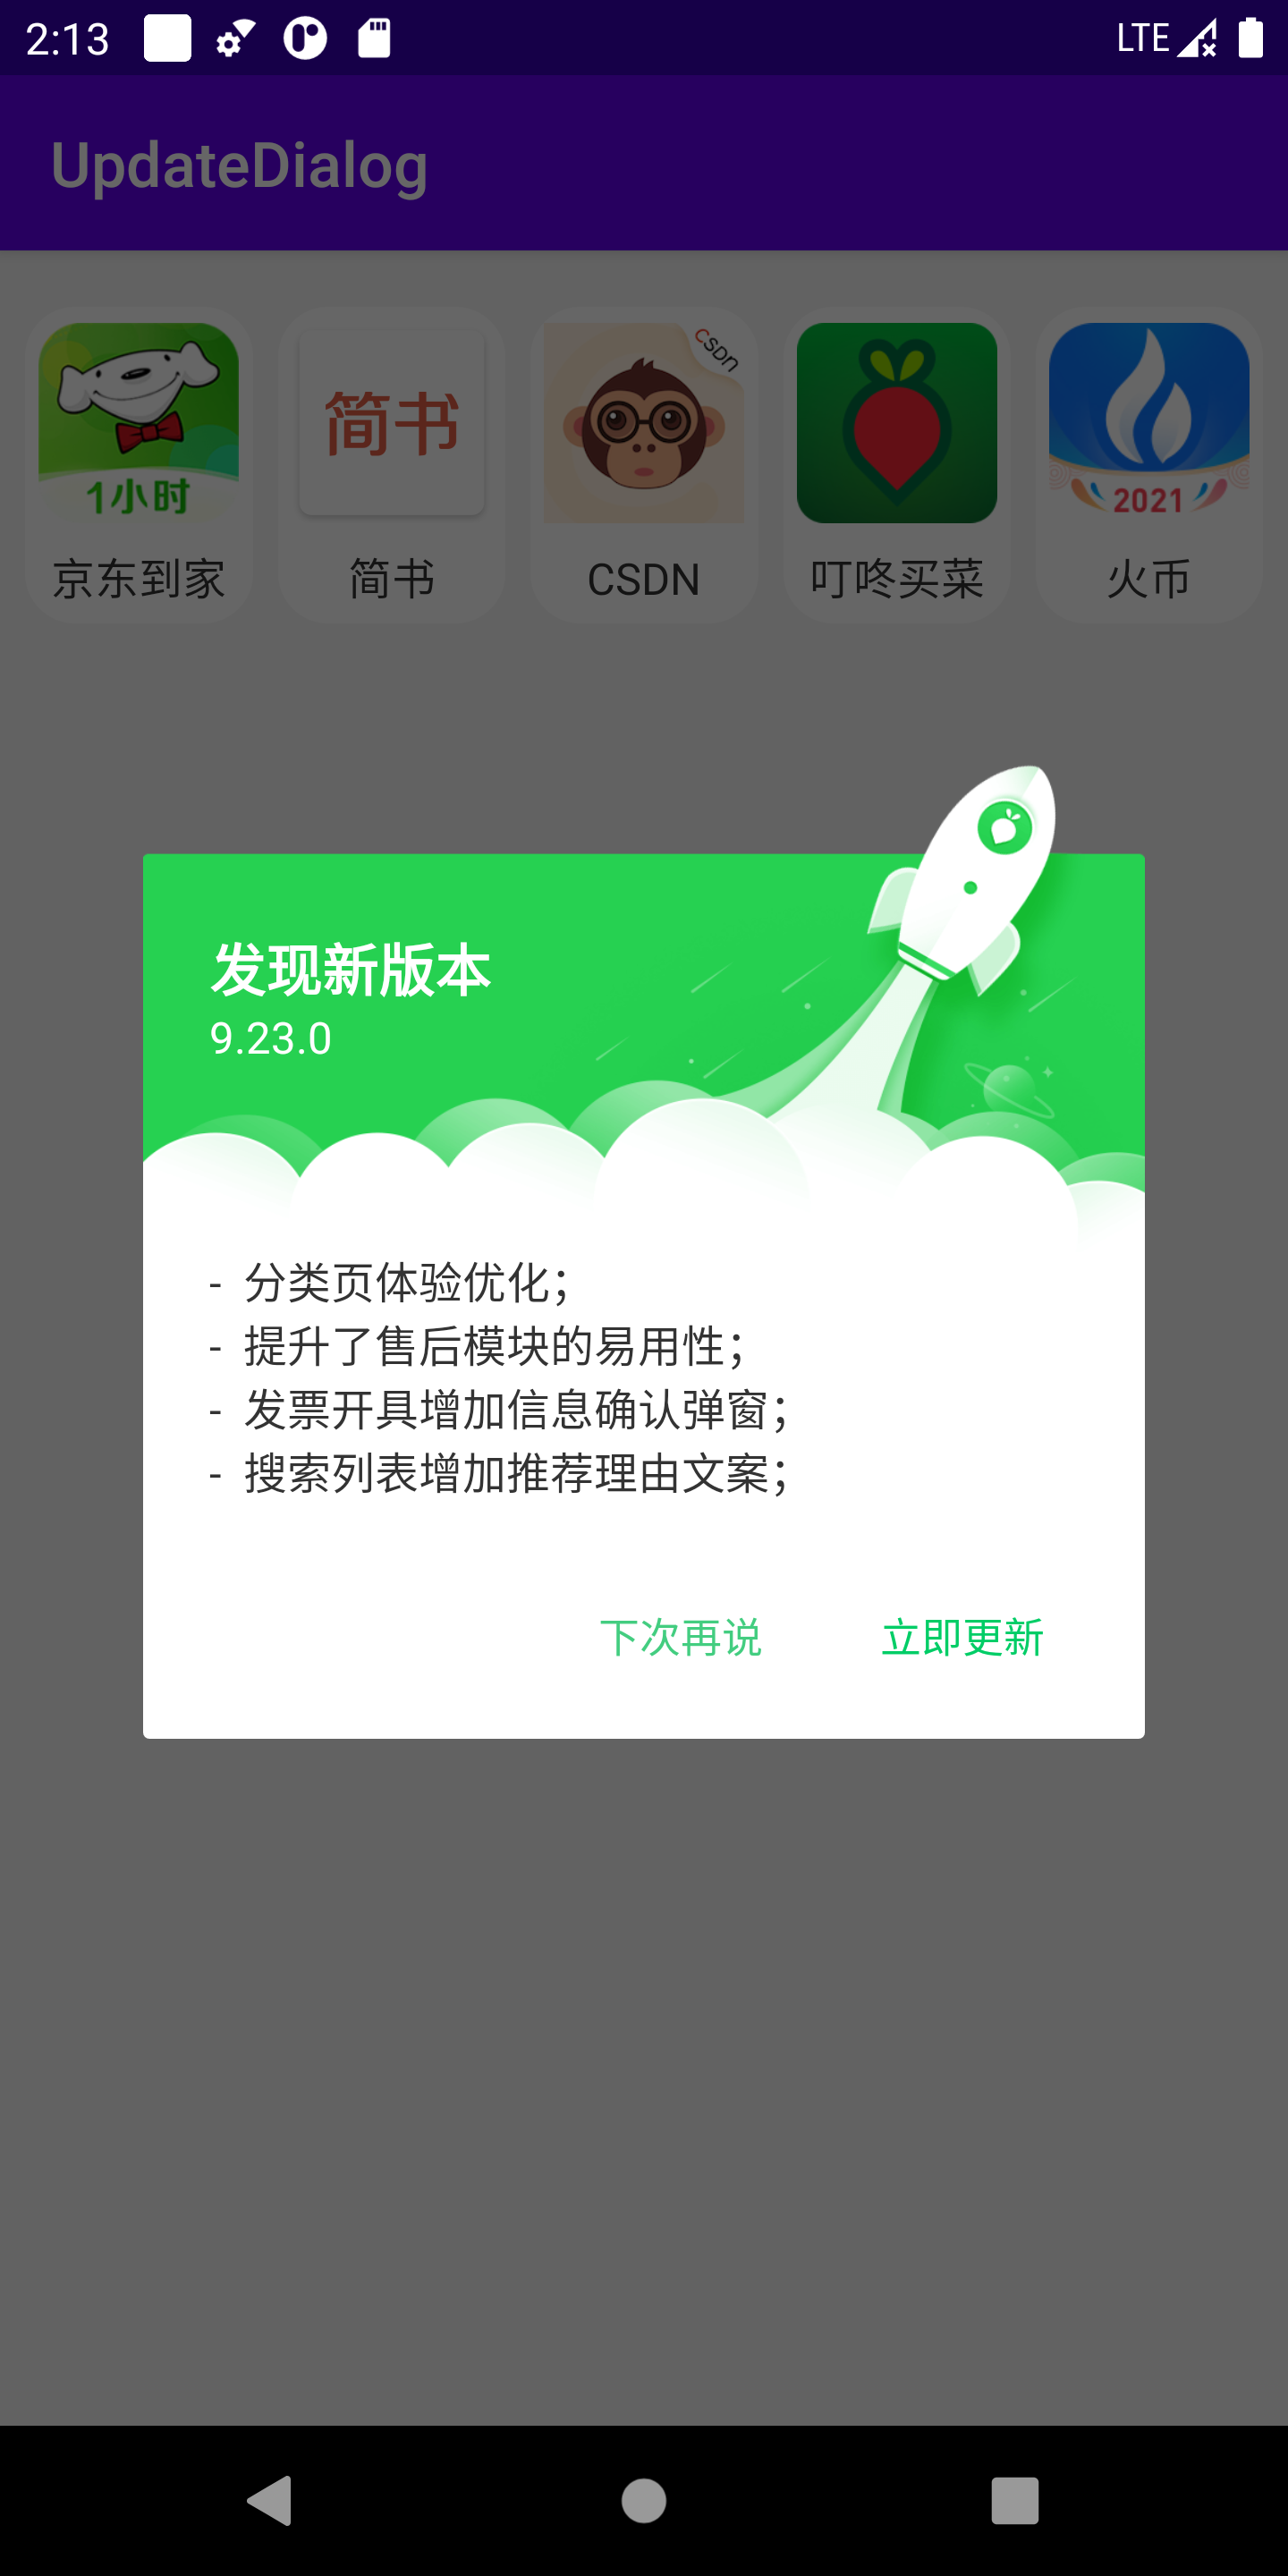 2:13
LTE
UpdateDialog
1小时
简书
CSDN
2021
京东到家
简书
CSDN
叮咚买菜
火币
发现新版本
9.23.0
- 分类页体验优化；
- 提升了售后模块的易用性；
- 发票开具增加信息确认弹窗；
- 搜索列表增加推荐理由文案；
下次再说
立即更新